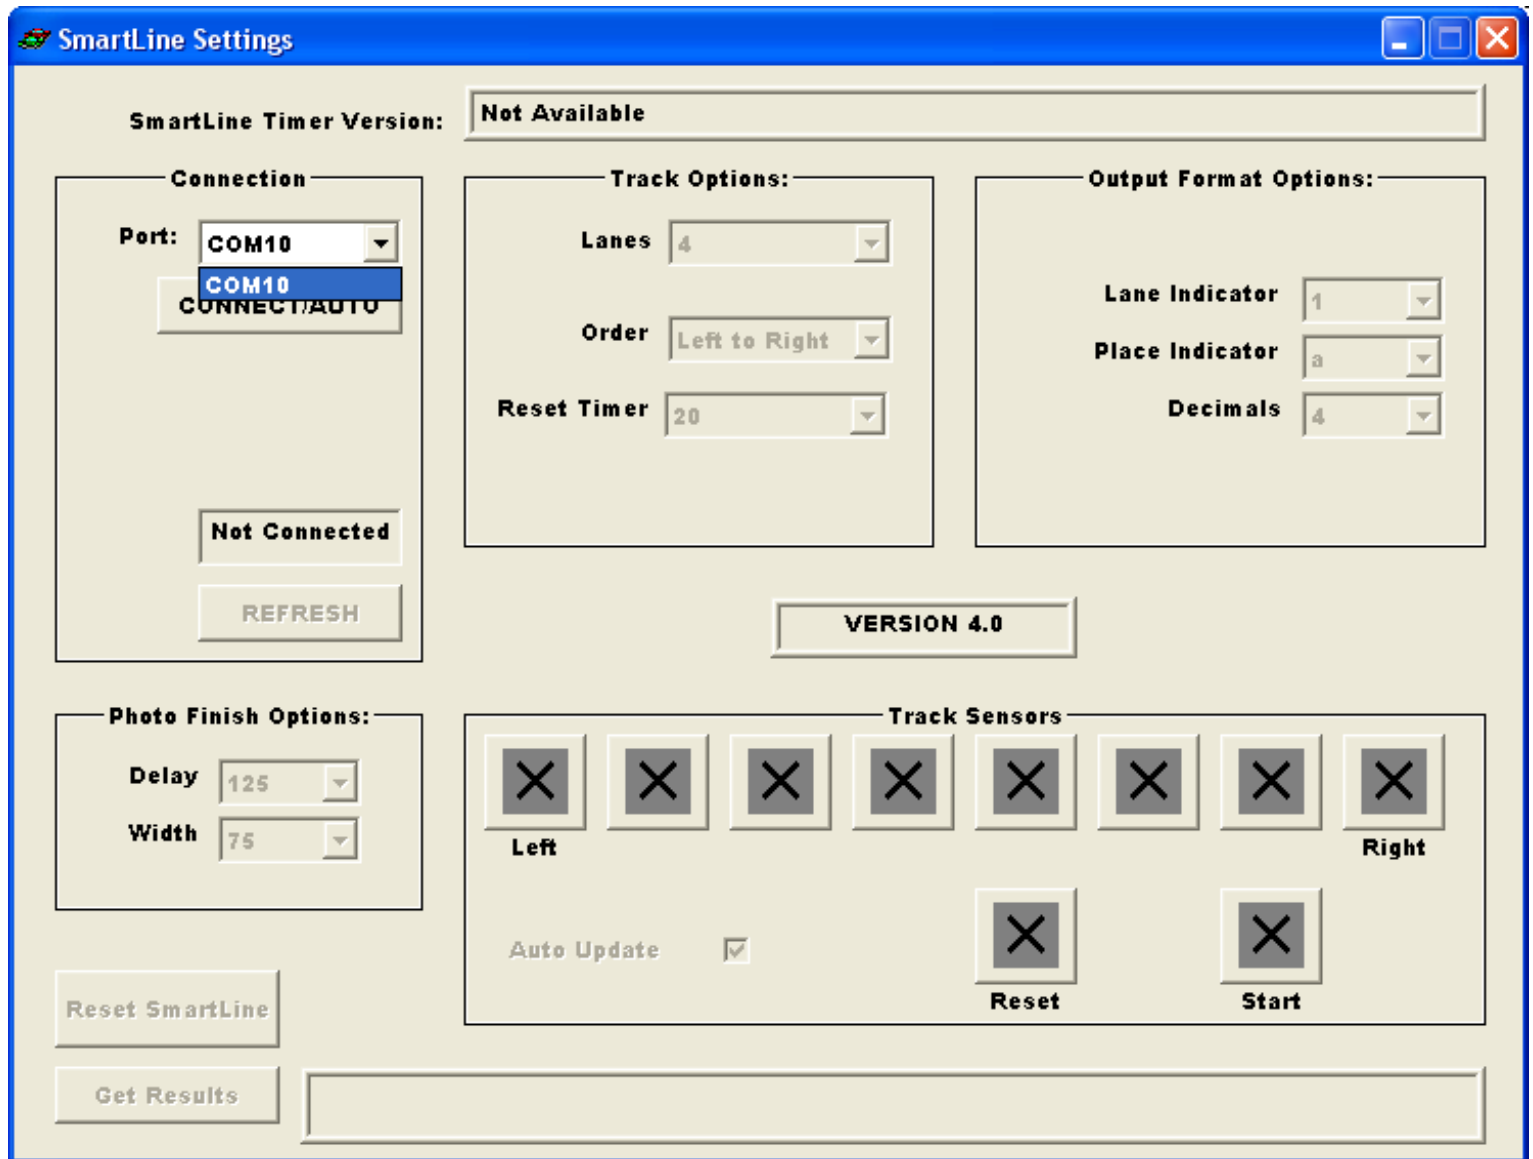 SmartLine Settings
SmartLine Timer Version: Not Available
Connection
Port: COM10
COM10
CONNECT/AUTO
Not Connected
REFRESH
Track Options:
Lanes 4
Order Left to Right
Reset Timer 20
Output Format Options:
Lane Indicator 1
Place Indicator a
Decimals 4
VERSION 4.0
Photo Finish Options:
Delay 125
Width 75
Track Sensors
Left
Right
Auto Update
Reset
Start
Reset SmartLine
Get Results